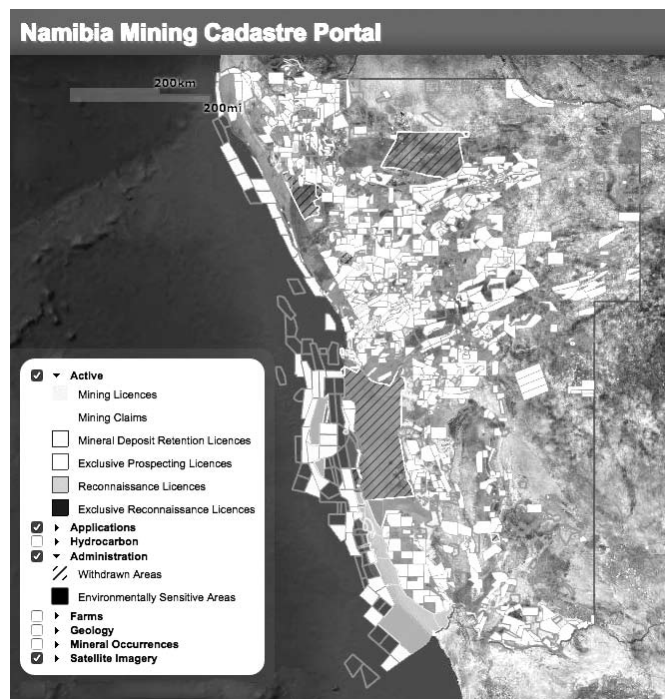 Namibia Mining Cadastre Portal
200km
200mi
Active
Mining Licences
Mining Claims
Mineral Deposit Retention Licences
Exclusive Prospecting Licences
Reconnaissance Licences
Exclusive Reconnaissance Licences
Applications
Hydrocarbon
Administration
Withdrawn Areas
Environmentally Sensitive Areas
Farms
Geology
Mineral Occurrences
Satellite Imagery